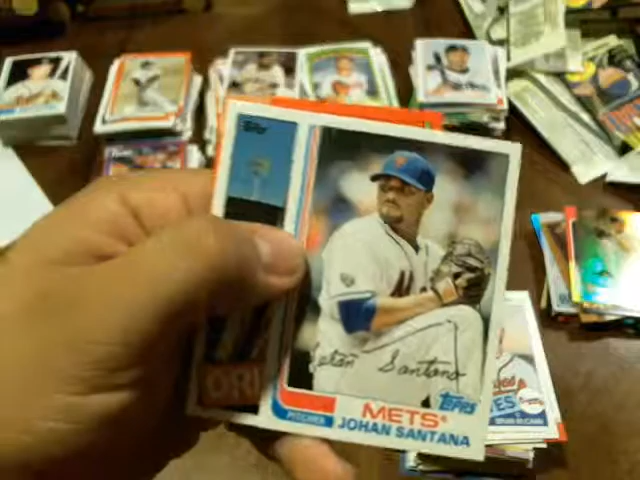 Topps
Johan Santana
Topps
METS
PITCHER
JOHAN SANTANA
ORI